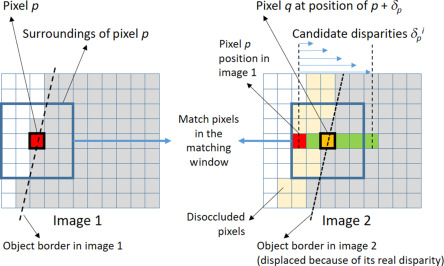 Pixel p
Surroundings of pixel p
Pixel q at position of p + δp
Candidate disparities δpⁱ
Pixel p
position in
image 1
Match pixels
in the
matching
window
Image 1
Disoccluded
pixels
Image 2
Object border in image 1
Object border in image 2
(displaced because of its real disparity)